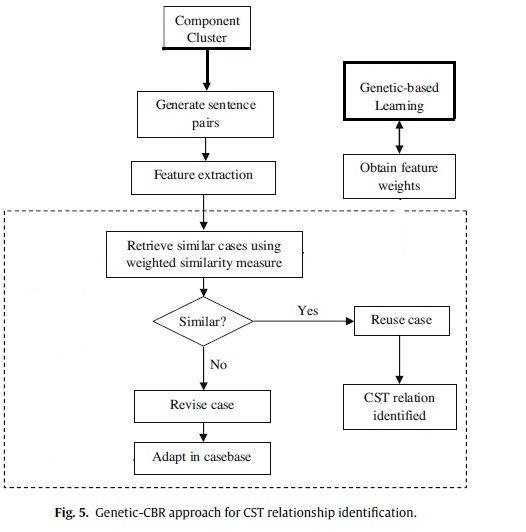 Component
Cluster
Genetic-based
Learning
Generate sentence
pairs
Feature extraction
Obtain feature
weights
Retrieve similar cases using
weighted similarity measure
Similar?
Yes
Reuse case
No
Revise case
CST relation
identified
Adapt in casebase
Fig. 5. Genetic-CBR approach for CST relationship identification.